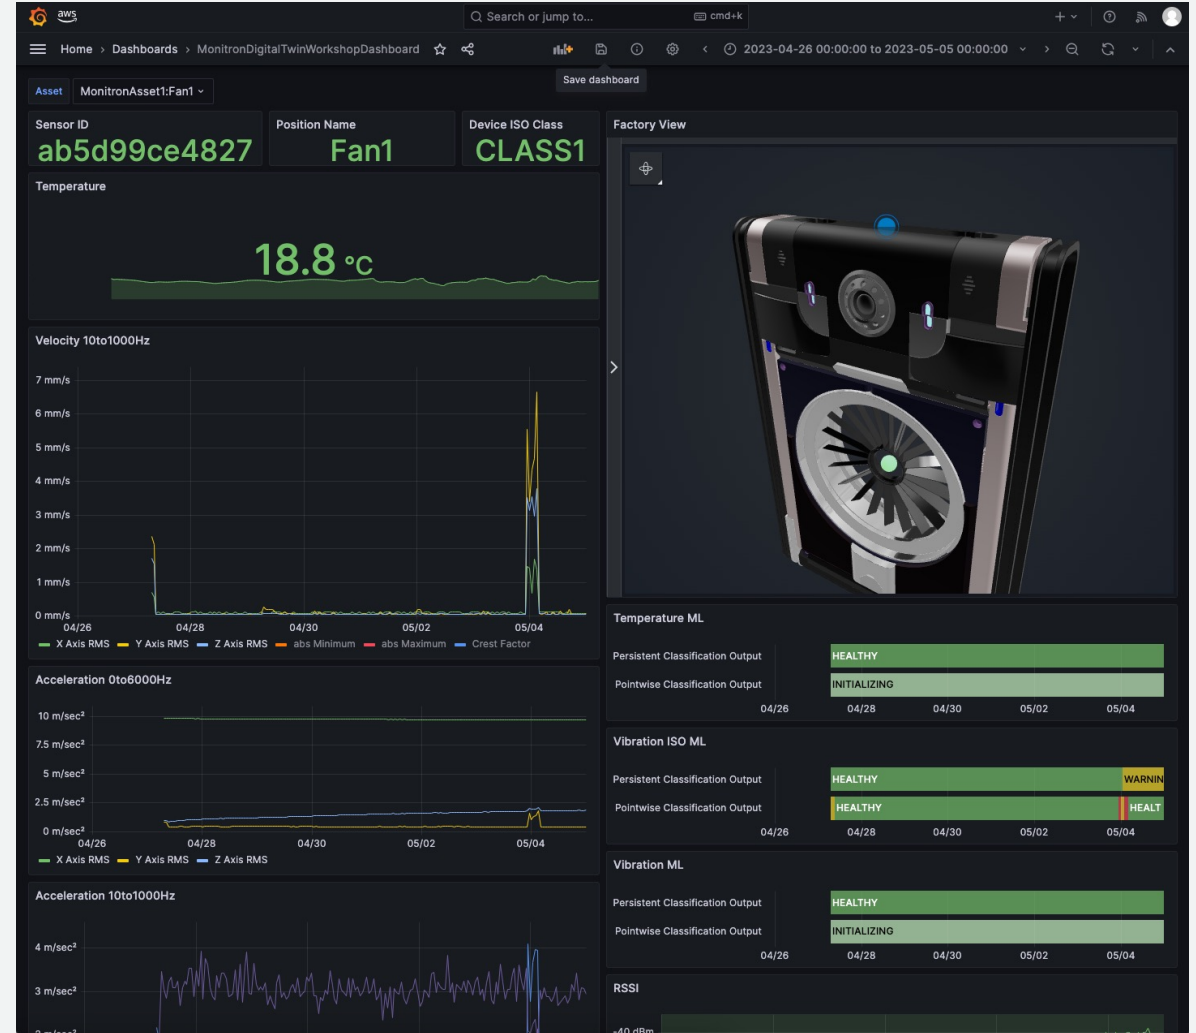 aws
Search or jump to...
cmd+k
Home › Dashboards › MonitronDigitalTwinWorkshopDashboard
2023-04-26 00:00:00 to 2023-05-05 00:00:00
Save dashboard
Asset
MonitronAsset1:Fan1
Sensor ID
ab5d99ce4827
Position Name
Fan1
Device ISO Class
CLASS1
Temperature
18.8 °C
Velocity 10to1000Hz
7 mm/s
6 mm/s
5 mm/s
4 mm/s
3 mm/s
2 mm/s
1 mm/s
0 mm/s
04/26 04/28 04/30 05/02 05/04
X Axis RMS Y Axis RMS Z Axis RMS abs Minimum abs Maximum Crest Factor
Acceleration 0to6000Hz
10 m/sec²
7.5 m/sec²
5 m/sec²
2.5 m/sec²
0 m/sec²
04/26 04/28 04/30 05/02 05/04
X Axis RMS Y Axis RMS Z Axis RMS
Acceleration 10to1000Hz
4 m/sec²
3 m/sec²
Factory View
Temperature ML
Persistent Classification Output HEALTHY
Pointwise Classification Output INITIALIZING
04/26 04/28 04/30 05/02 05/04
Vibration ISO ML
Persistent Classification Output HEALTHY WARNIN
Pointwise Classification Output HEALTHY HEALT
04/26 04/28 04/30 05/02 05/04
Vibration ML
Persistent Classification Output HEALTHY
Pointwise Classification Output INITIALIZING
04/26 04/28 04/30 05/02 05/04
RSSI
-40 dBm